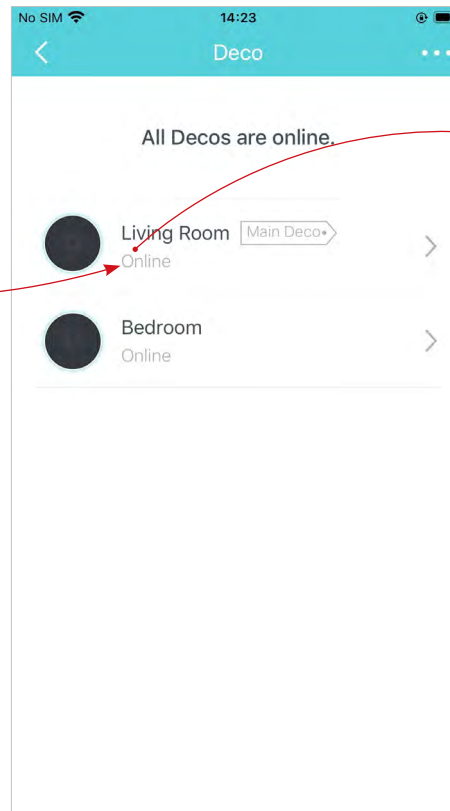 No SIM 14:23
Deco
All Decos are online.
Living Room Main Deco
Online
Bedroom
Online